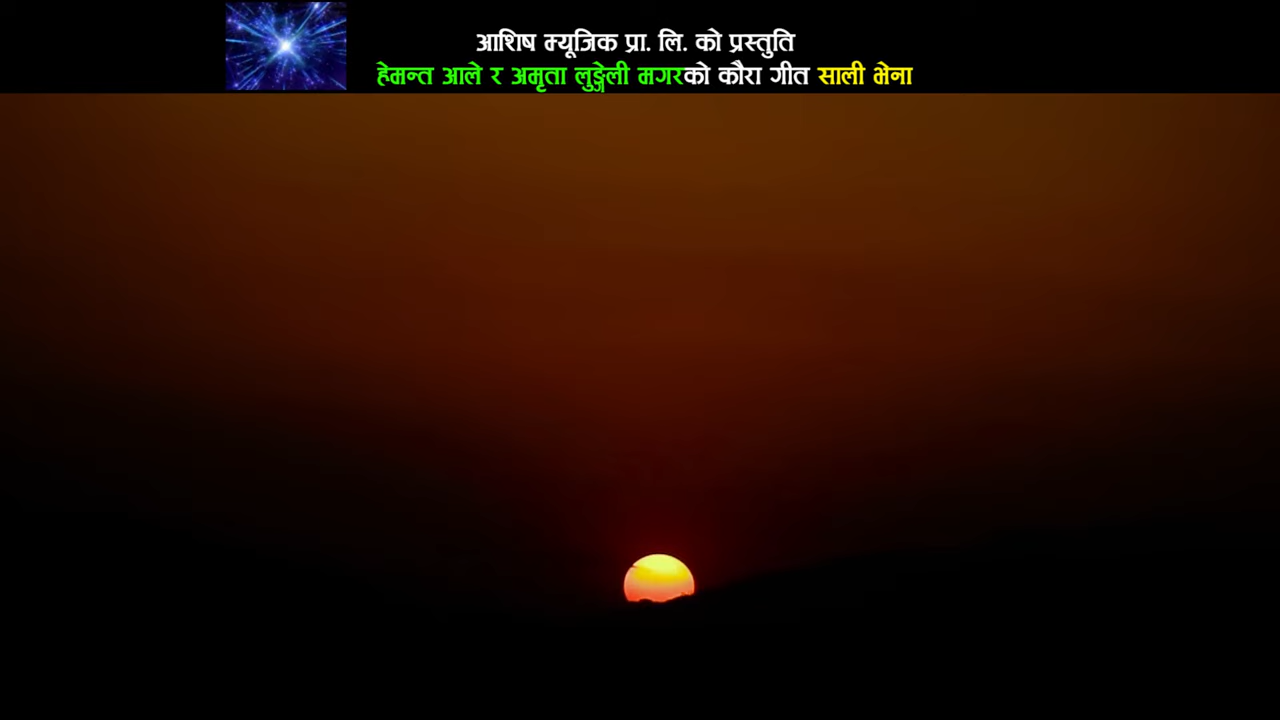 आशिष म्यूजिक प्रा. लि. को प्रस्तुति
हेमन्त आले र अमृता लुङ्गेली मगरको कौरा गीत साली भेना